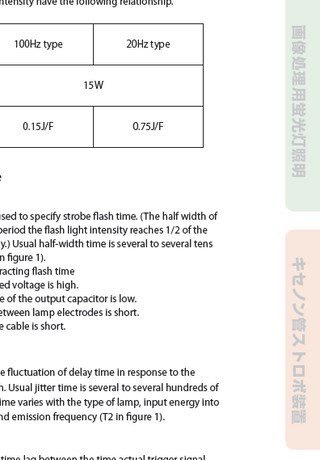 ntensity have the following relationship.
100Hz type 20Hz type
15W
0.15J/F 0.75J/F
e
used to specify strobe flash time. (The half width of
period the flash light intensity reaches 1/2 of the
y.) Usual half-width time is several to several tens
n figure 1).
racting flash time
ed voltage is high.
e of the output capacitor is low.
etween lamp electrodes is short.
e cable is short.
e fluctuation of delay time in response to the
n. Usual jitter time is several to several hundreds of
ime varies with the type of lamp, input energy into
nd emission frequency (T2 in figure 1).
time lag between the time actual trigger signal
画像処理用蛍光灯照明
キセノン管ストロボ装置